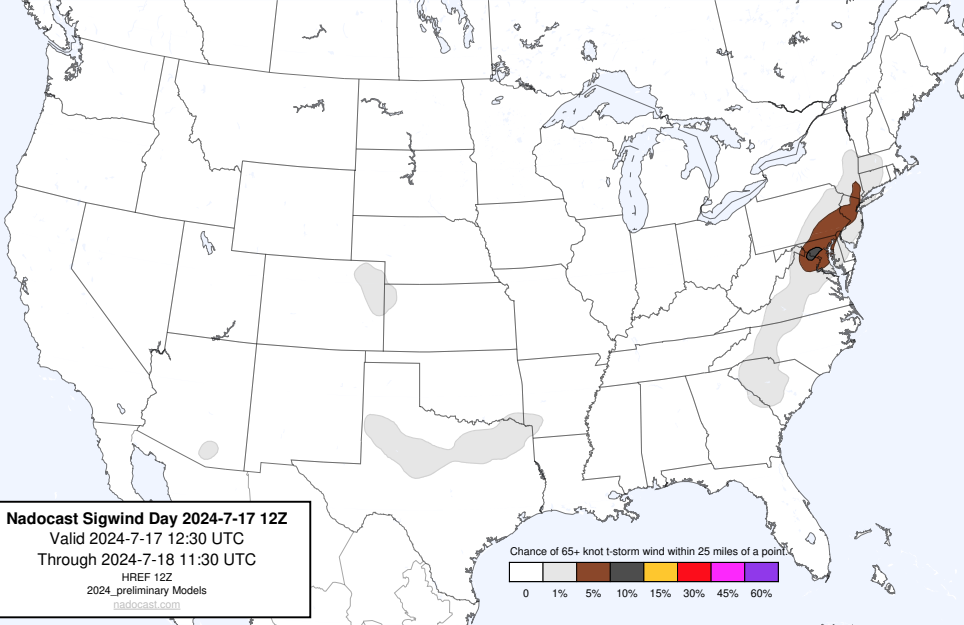 Nadocast Sigwind Day 2024-7-17 12Z
Valid 2024-7-17 12:30 UTC
Through 2024-7-18 11:30 UTC
HREF 12Z
2024_preliminary Models
nadocast.com
Chance of 65+ knot t-storm wind within 25 miles of a point.
0 1% 5% 10% 15% 30% 45% 60%